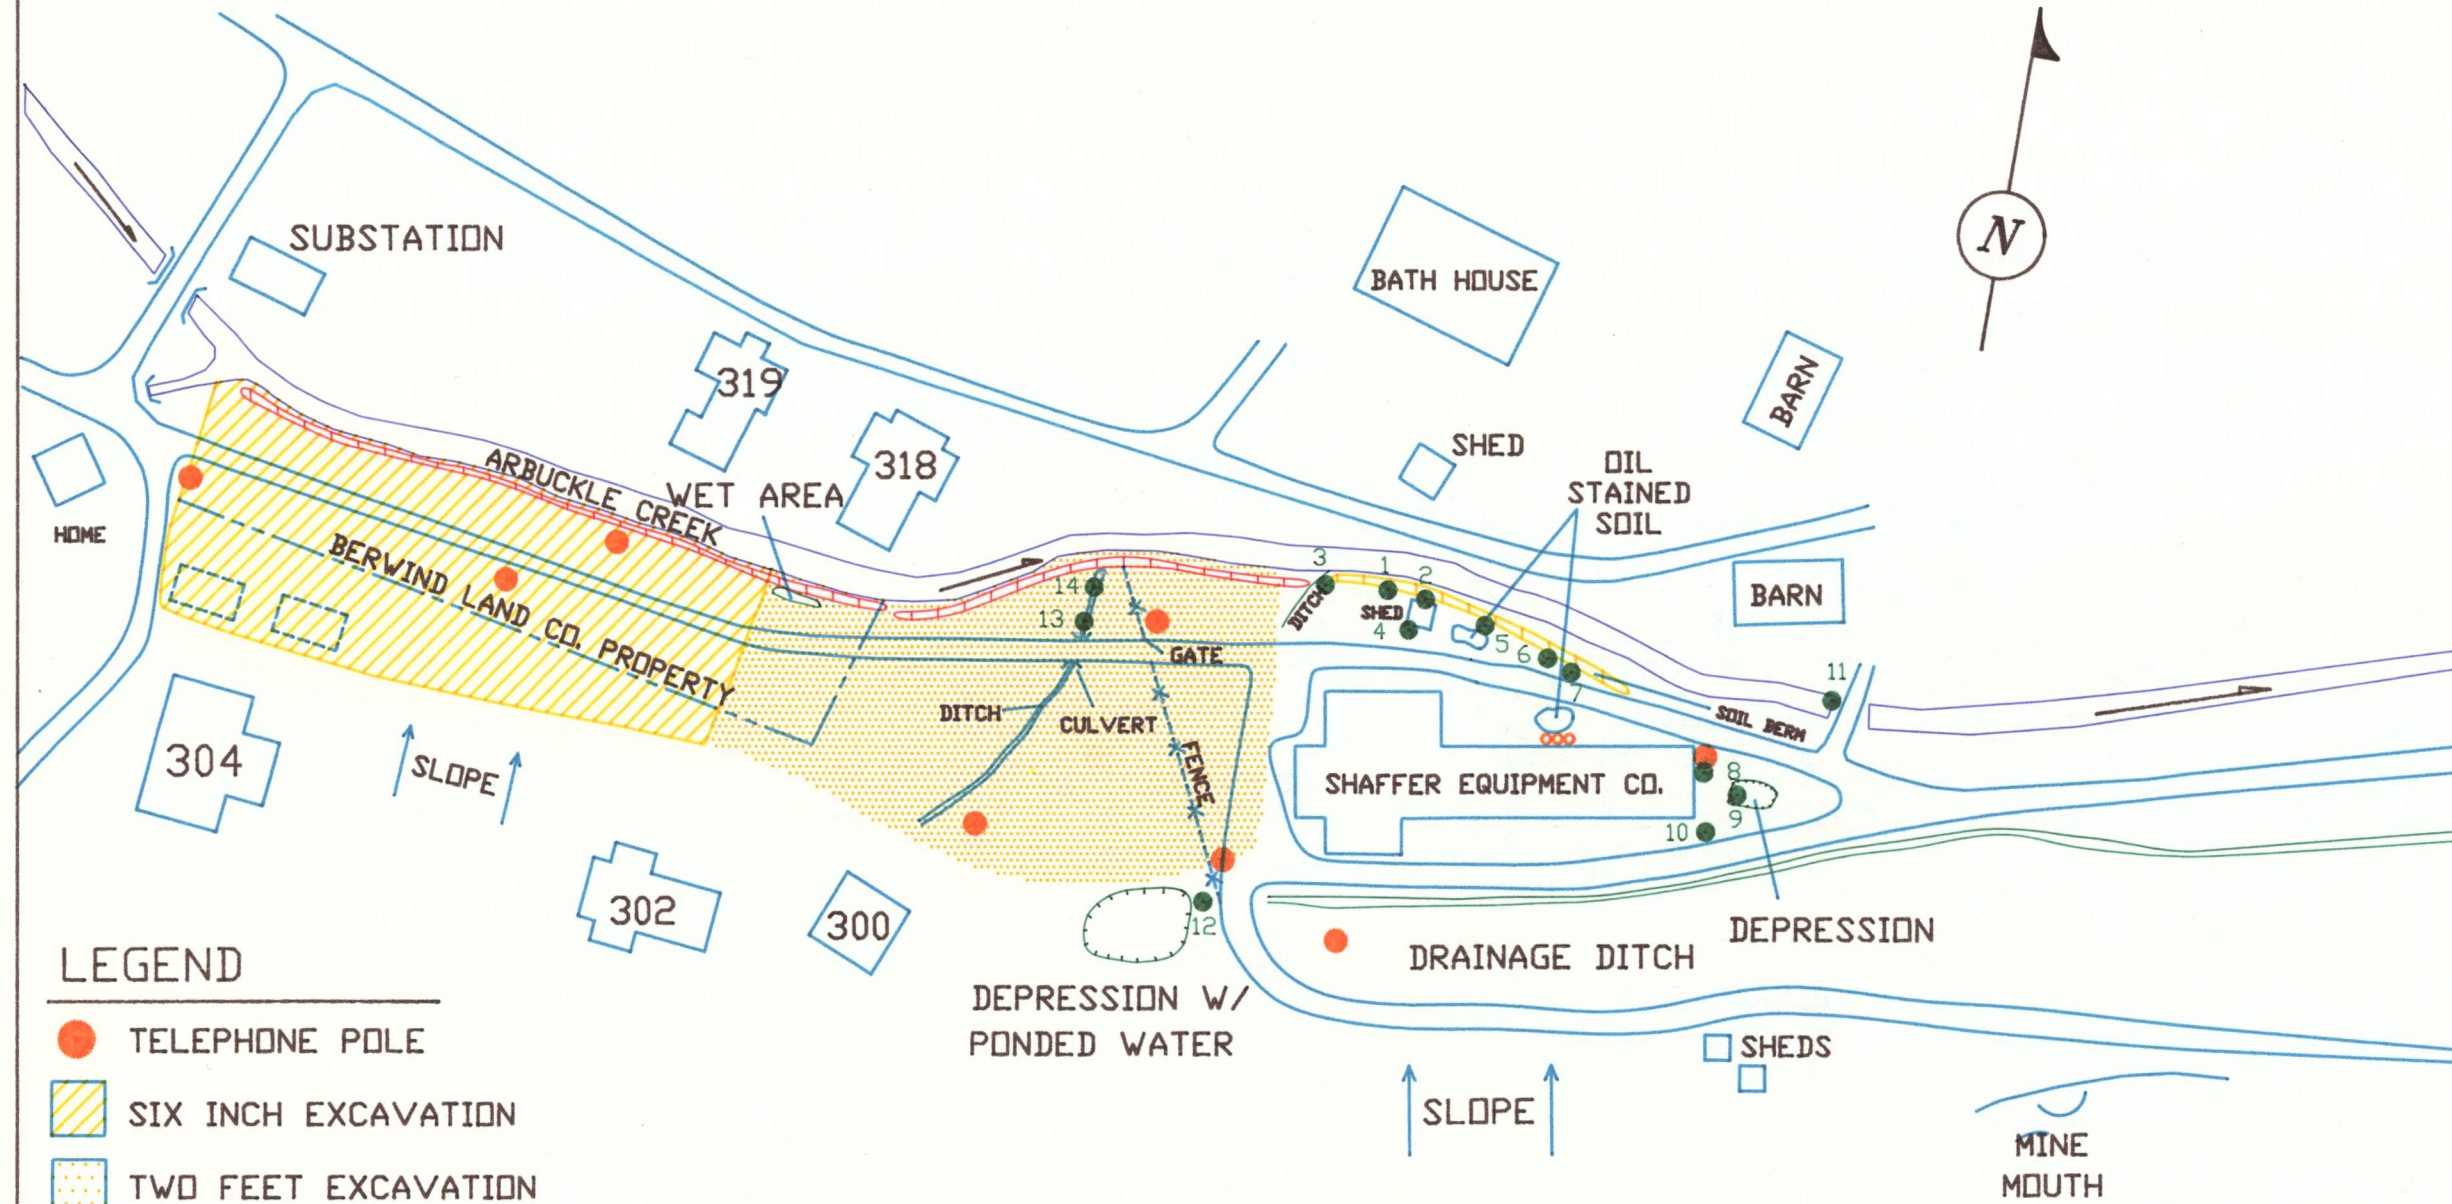 SUBSTATION
N
BATH HOUSE
319
BARN
318
SHED
OIL
STAINED
SOIL
ARBUCKLE CREEK
WET AREA
HOME
3
1
2
14
13
DITCH
SHED
4
5
6
7
BARN
BERWIND LAND CO. PROPERTY
GATE
11
DITCH
CULVERT
SOIL BERM
304
SLOPE
FENCE
SHAFFER EQUIPMENT CO.
8
9
10
302
300
12
DEPRESSION
DRAINAGE DITCH
DEPRESSION W/
PONDED WATER
SHEDS
SLOPE
MINE
MOUTH
LEGEND
TELEPHONE POLE
SIX INCH EXCAVATION
TWO FEET EXCAVATION